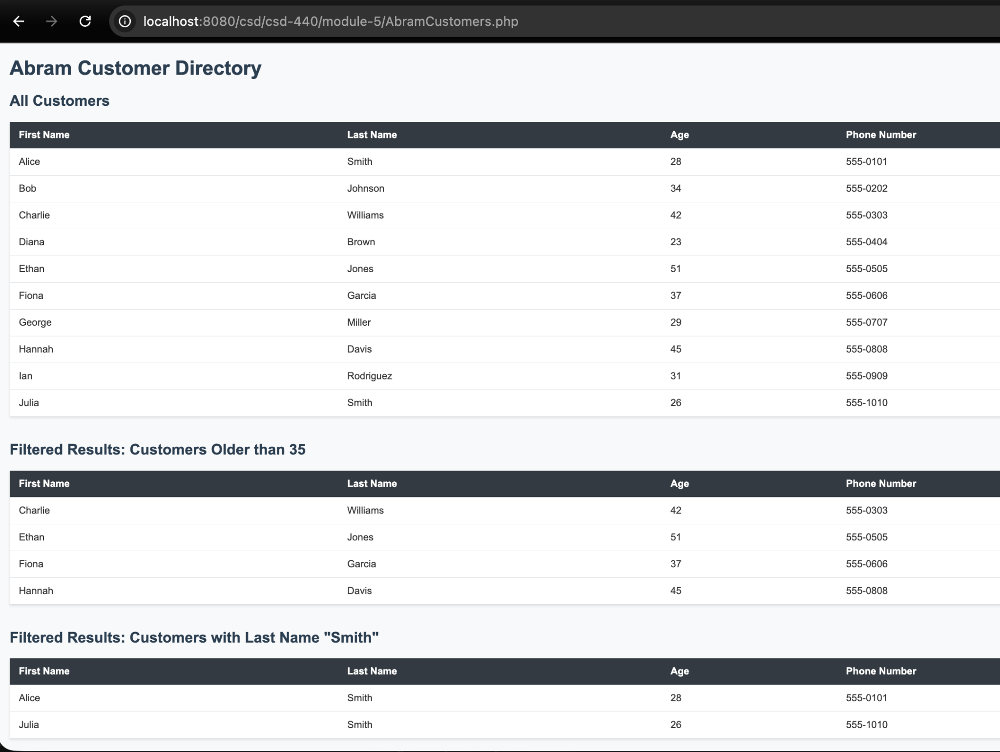 localhost:8080/csd/csd-440/module-5/AbramCustomers.php
Abram Customer Directory
All Customers
First Name Last Name Age Phone Number
Alice Smith 28 555-0101
Bob Johnson 34 555-0202
Charlie Williams 42 555-0303
Diana Brown 23 555-0404
Ethan Jones 51 555-0505
Fiona Garcia 37 555-0606
George Miller 29 555-0707
Hannah Davis 45 555-0808
Ian Rodriguez 31 555-0909
Julia Smith 26 555-1010
Filtered Results: Customers Older than 35
First Name Last Name Age Phone Number
Charlie Williams 42 555-0303
Ethan Jones 51 555-0505
Fiona Garcia 37 555-0606
Hannah Davis 45 555-0808
Filtered Results: Customers with Last Name "Smith"
First Name Last Name Age Phone Number
Alice Smith 28 555-0101
Julia Smith 26 555-1010